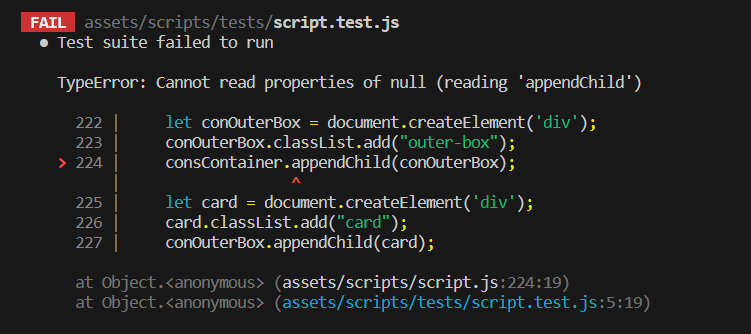 FAIL assets/scripts/tests/script.test.js
● Test suite failed to run
TypeError: Cannot read properties of null (reading 'appendChild')
222 | let conOuterBox = document.createElement('div');
223 | conOuterBox.classList.add("outer-box");
> 224 | consContainer.appendChild(conOuterBox);
| ^
225 | let card = document.createElement('div');
226 | card.classList.add("card");
227 | conOuterBox.appendChild(card);
at Object.<anonymous> (assets/scripts/script.js:224:19)
at Object.<anonymous> (assets/scripts/tests/script.test.js:5:19)